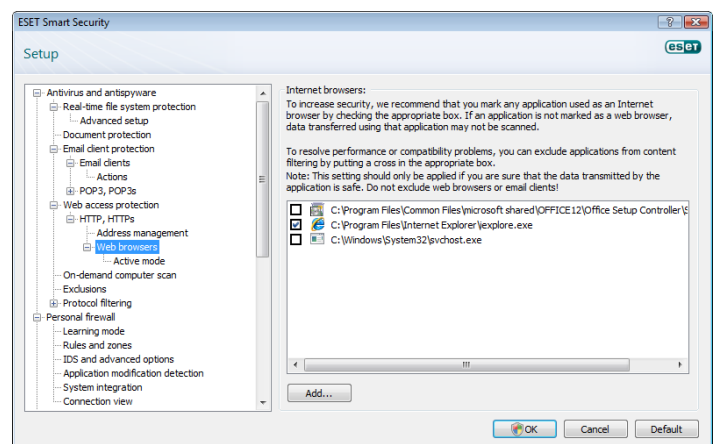 ESET Smart Security
Setup
eseT
Antivirus and antispyware
Real-time file system protection
Advanced setup
Document protection
Email client protection
Email clients
Actions
POP3, POP3s
Web access protection
HTTP, HTTPs
Address management
Web browsers
Active mode
On-demand computer scan
Exclusions
Protocol filtering
Personal firewall
Learning mode
Rules and zones
IDS and advanced options
Application modification detection
System integration
Connection view
Internet browsers:
To increase security, we recommend that you mark any application used as an Internet
browser by checking the appropriate box. If an application is not marked as a web browser,
data transferred using that application may not be scanned.
To resolve performance or compatibility problems, you can exclude applications from content
filtering by putting a cross in the appropriate box.
Note: This setting should only be applied if you are sure that the data transmitted by the
application is safe. Do not exclude web browsers or email clients!
C:\Program Files\Common Files\microsoft shared\OFFICE12\Office Setup Controller\S
C:\Program Files\Internet Explorer\iexplore.exe
C:\Windows\System32\svchost.exe
Add...
OK Cancel Default